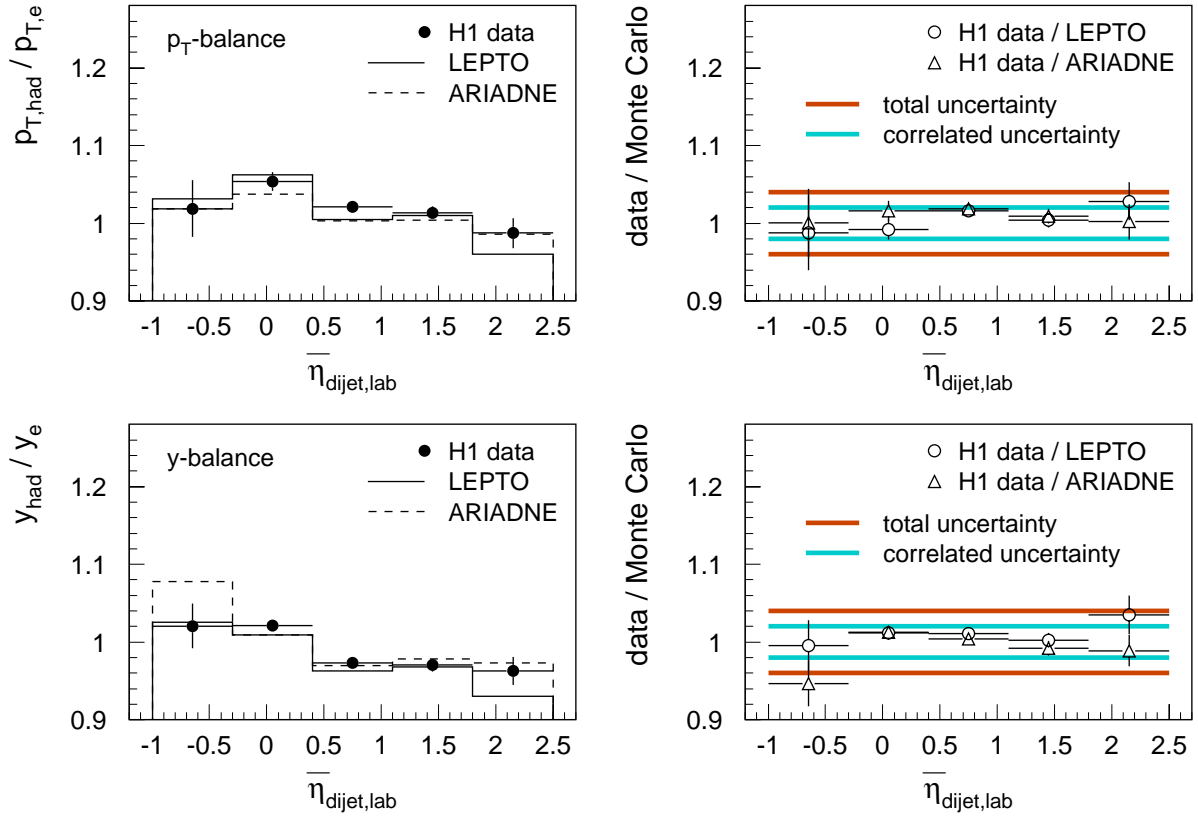 p_T,had / p_T,e
p_T-balance
H1 data
LEPTO
ARIADNE
1.2
1.1
1
0.9
-1 -0.5 0 0.5 1 1.5 2 2.5
η̅_dijet,lab
data / Monte Carlo
H1 data / LEPTO
H1 data / ARIADNE
total uncertainty
correlated uncertainty
1.2
1.1
1
0.9
-1 -0.5 0 0.5 1 1.5 2 2.5
η̅_dijet,lab
y_had / y_e
y-balance
H1 data
LEPTO
ARIADNE
1.2
1.1
1
0.9
-1 -0.5 0 0.5 1 1.5 2 2.5
η̅_dijet,lab
data / Monte Carlo
H1 data / LEPTO
H1 data / ARIADNE
total uncertainty
correlated uncertainty
1.2
1.1
1
0.9
-1 -0.5 0 0.5 1 1.5 2 2.5
η̅_dijet,lab